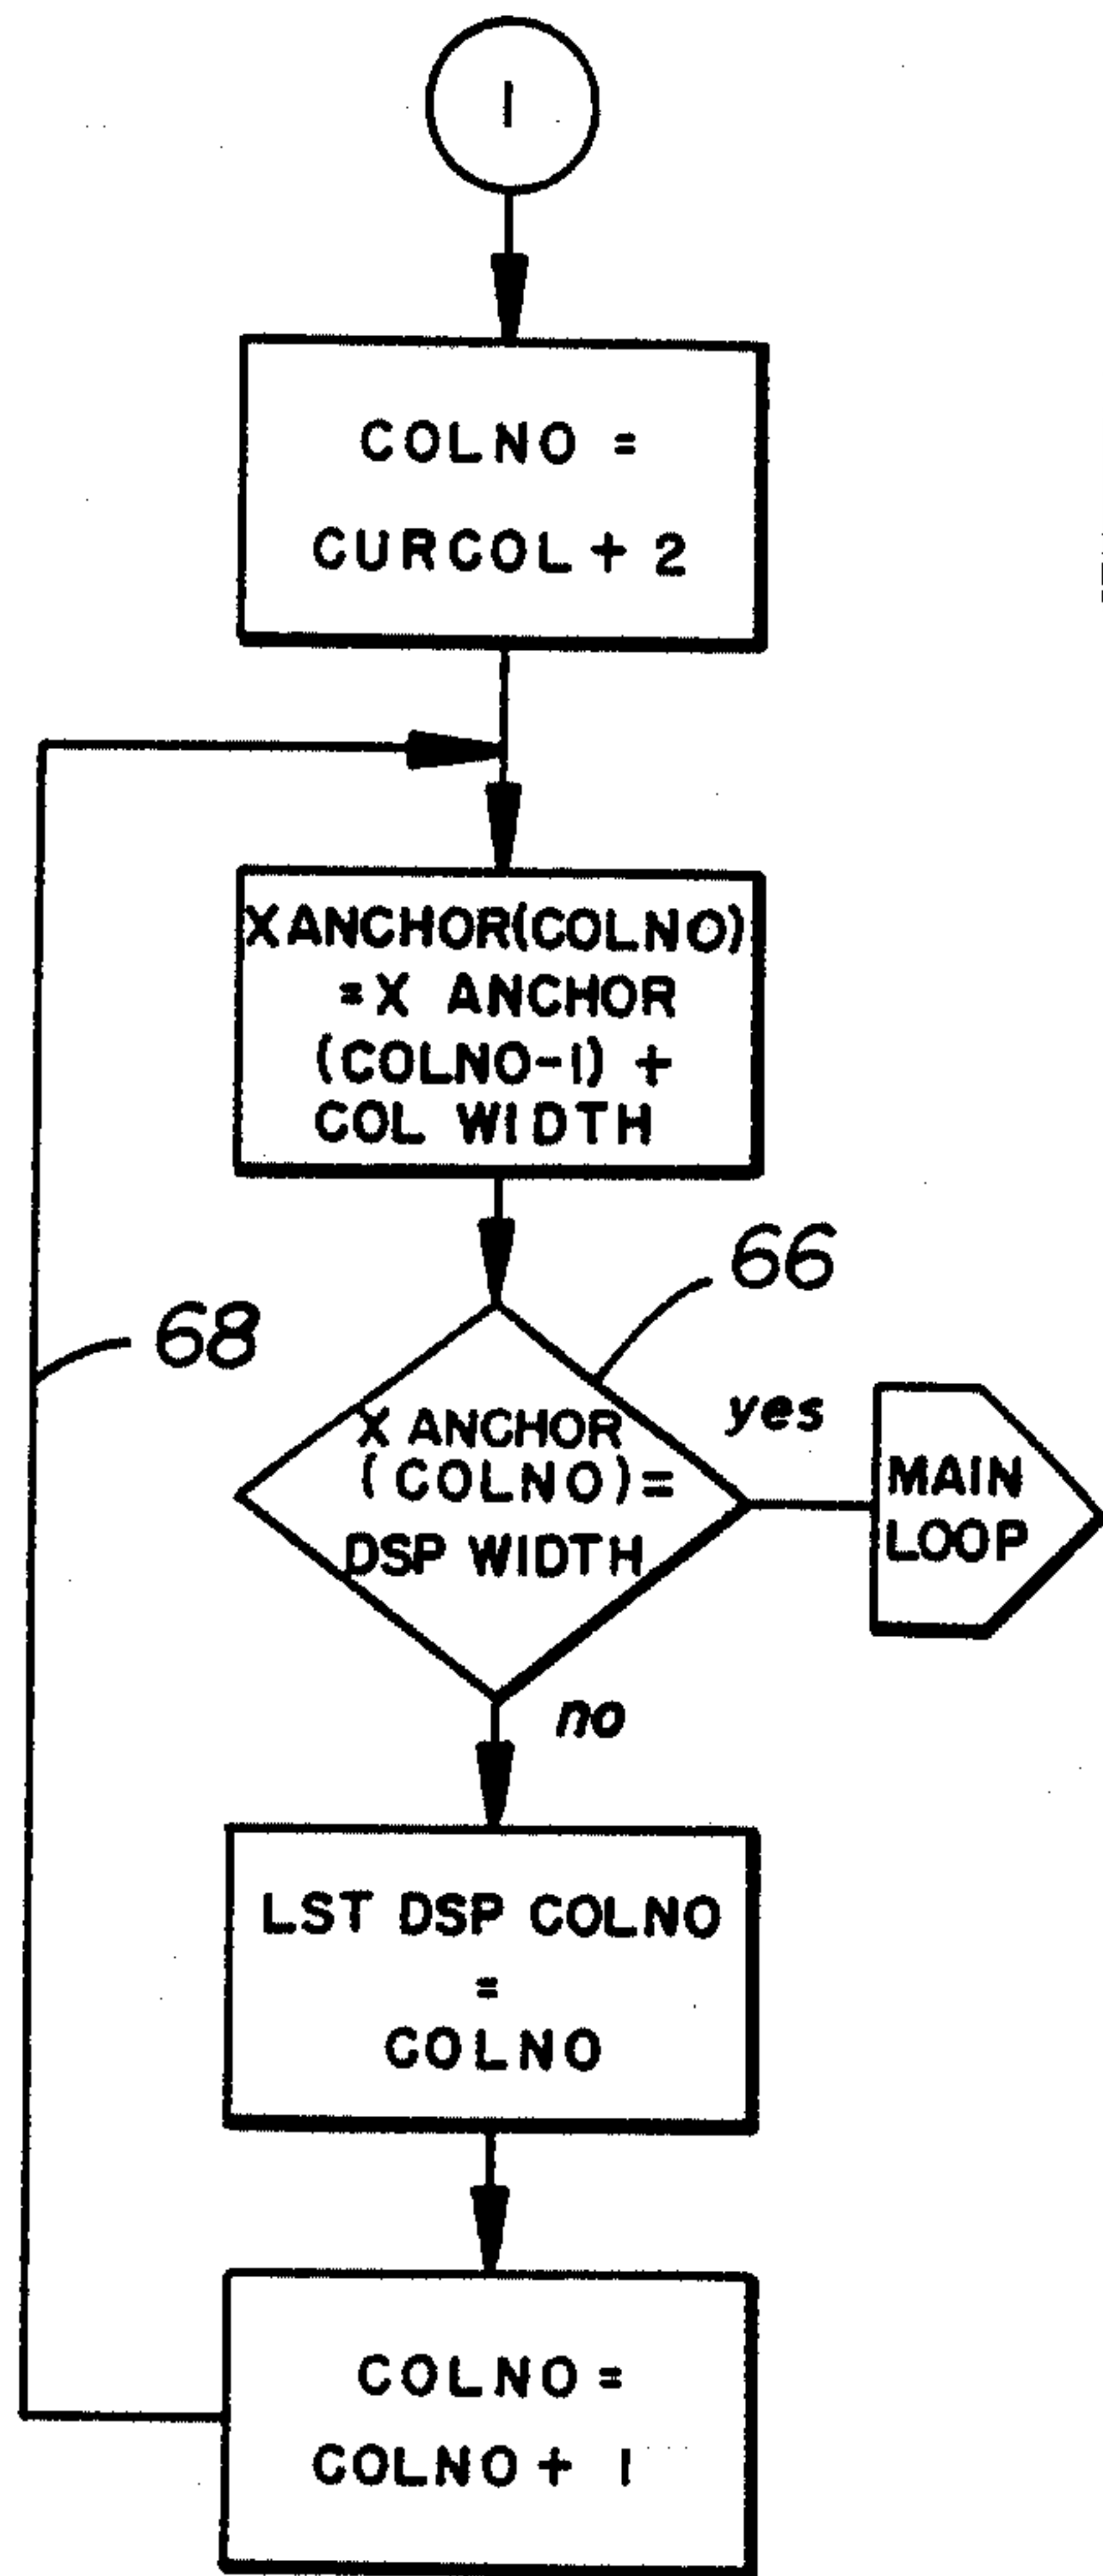 1
COLNO =
CURCOL + 2
X ANCHOR(COLNO)
= X ANCHOR
(COLNO-1) +
COL WIDTH
66
68
X ANCHOR
(COLNO) =
DSP WIDTH
yes
MAIN
LOOP
no
LST DSP COLNO
=
COLNO
COLNO =
COLNO + 1